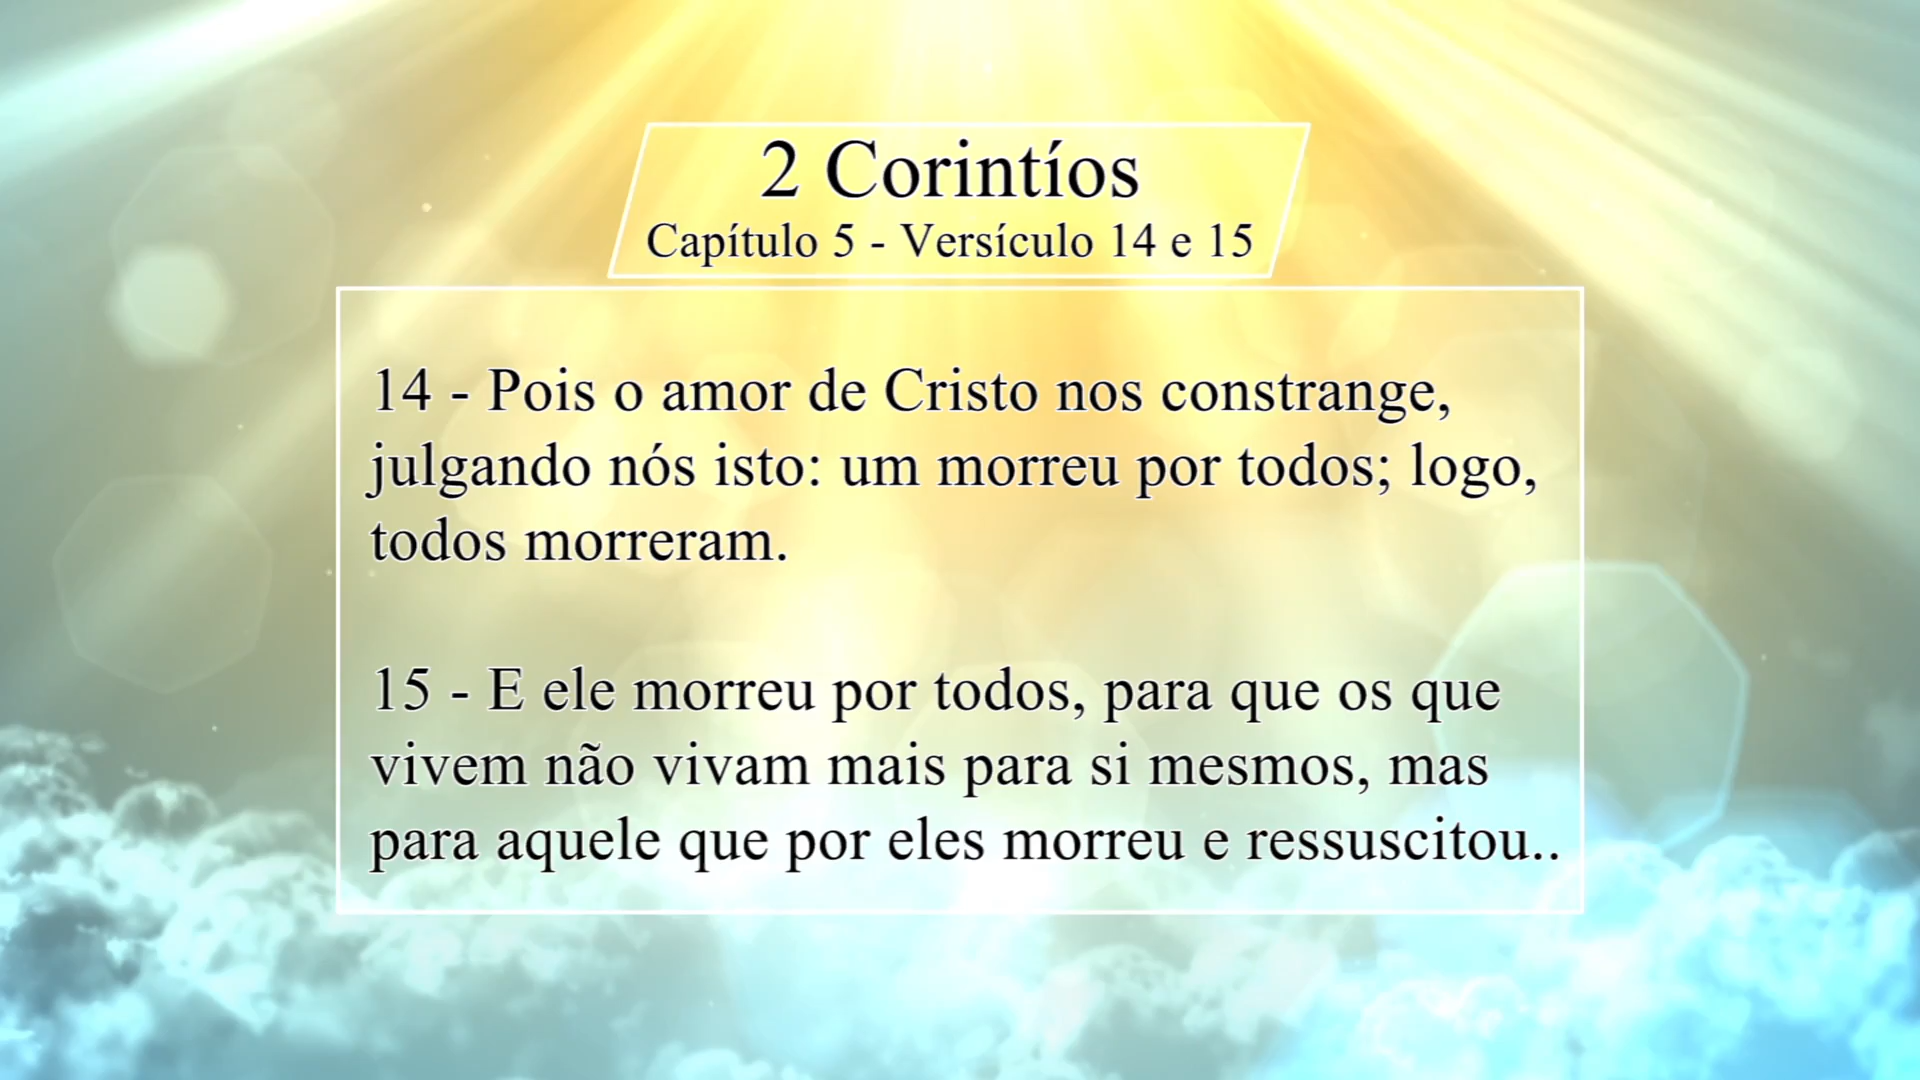 2 Corintíos
Capítulo 5 - Versículo 14 e 15
14 - Pois o amor de Cristo nos constrange,
julgando nós isto: um morreu por todos; logo,
todos morreram.
15 - E ele morreu por todos, para que os que
vivem não vivam mais para si mesmos, mas
para aquele que por eles morreu e ressuscitou..